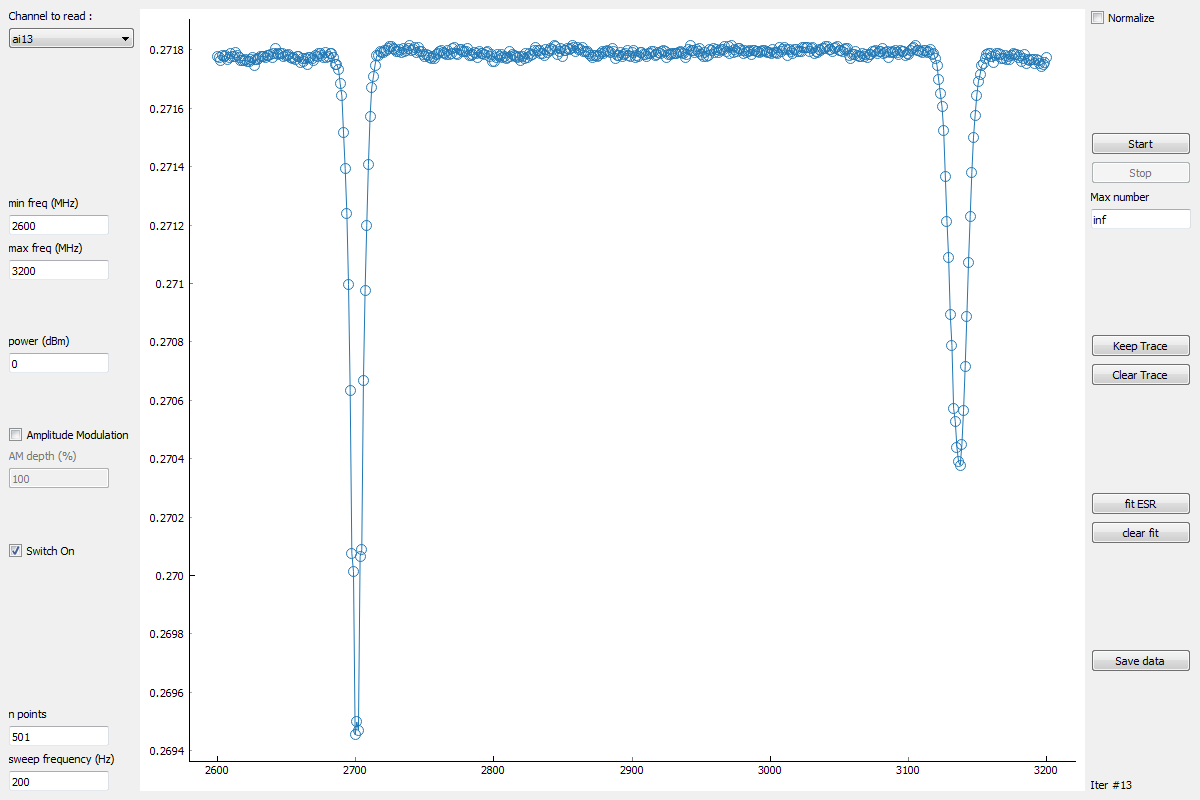 Channel to read :
ai13
min freq (MHz)
2600
max freq (MHz)
3200
power (dBm)
0
Amplitude Modulation
AM depth (%)
100
Switch On
n points
501
sweep frequency (Hz)
200
0.2718
0.2716
0.2714
0.2712
0.271
0.2708
0.2706
0.2704
0.2702
0.270
0.2698
0.2696
0.2694
2600 2700 2800 2900 3000 3100 3200
Normalize
Start
Stop
Max number
inf
Keep Trace
Clear Trace
fit ESR
clear fit
Save data
Iter #13